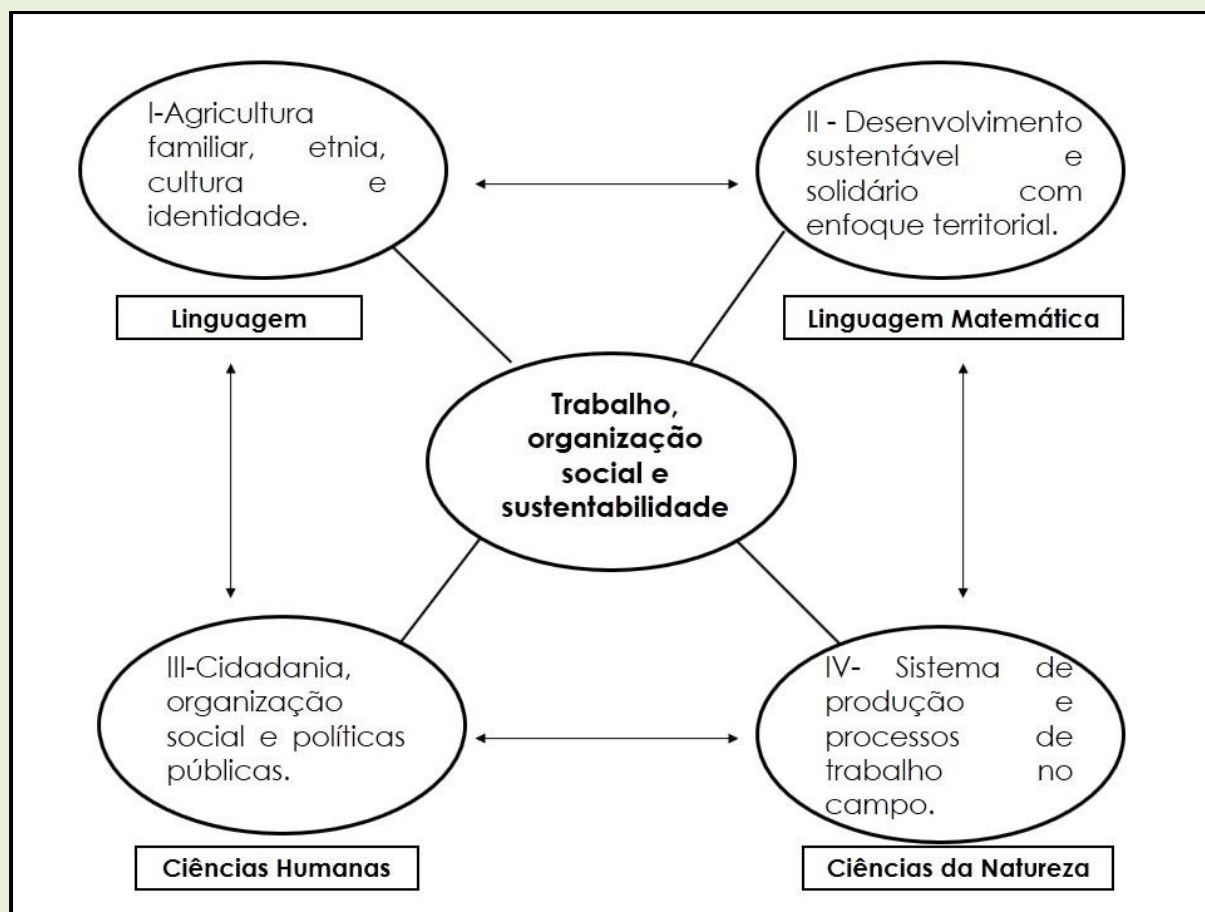 I-Agricultura
familiar, etnia,
cultura e
identidade.
Linguagem
II - Desenvolvimento
sustentável e
solidário com
enfoque territorial.
Linguagem Matemática
Trabalho,
organização
social e
sustentabilidade
III-Cidadania,
organização
social e políticas
públicas.
Ciências Humanas
IV- Sistema de
produção e
processos de
trabalho no
campo.
Ciências da Natureza